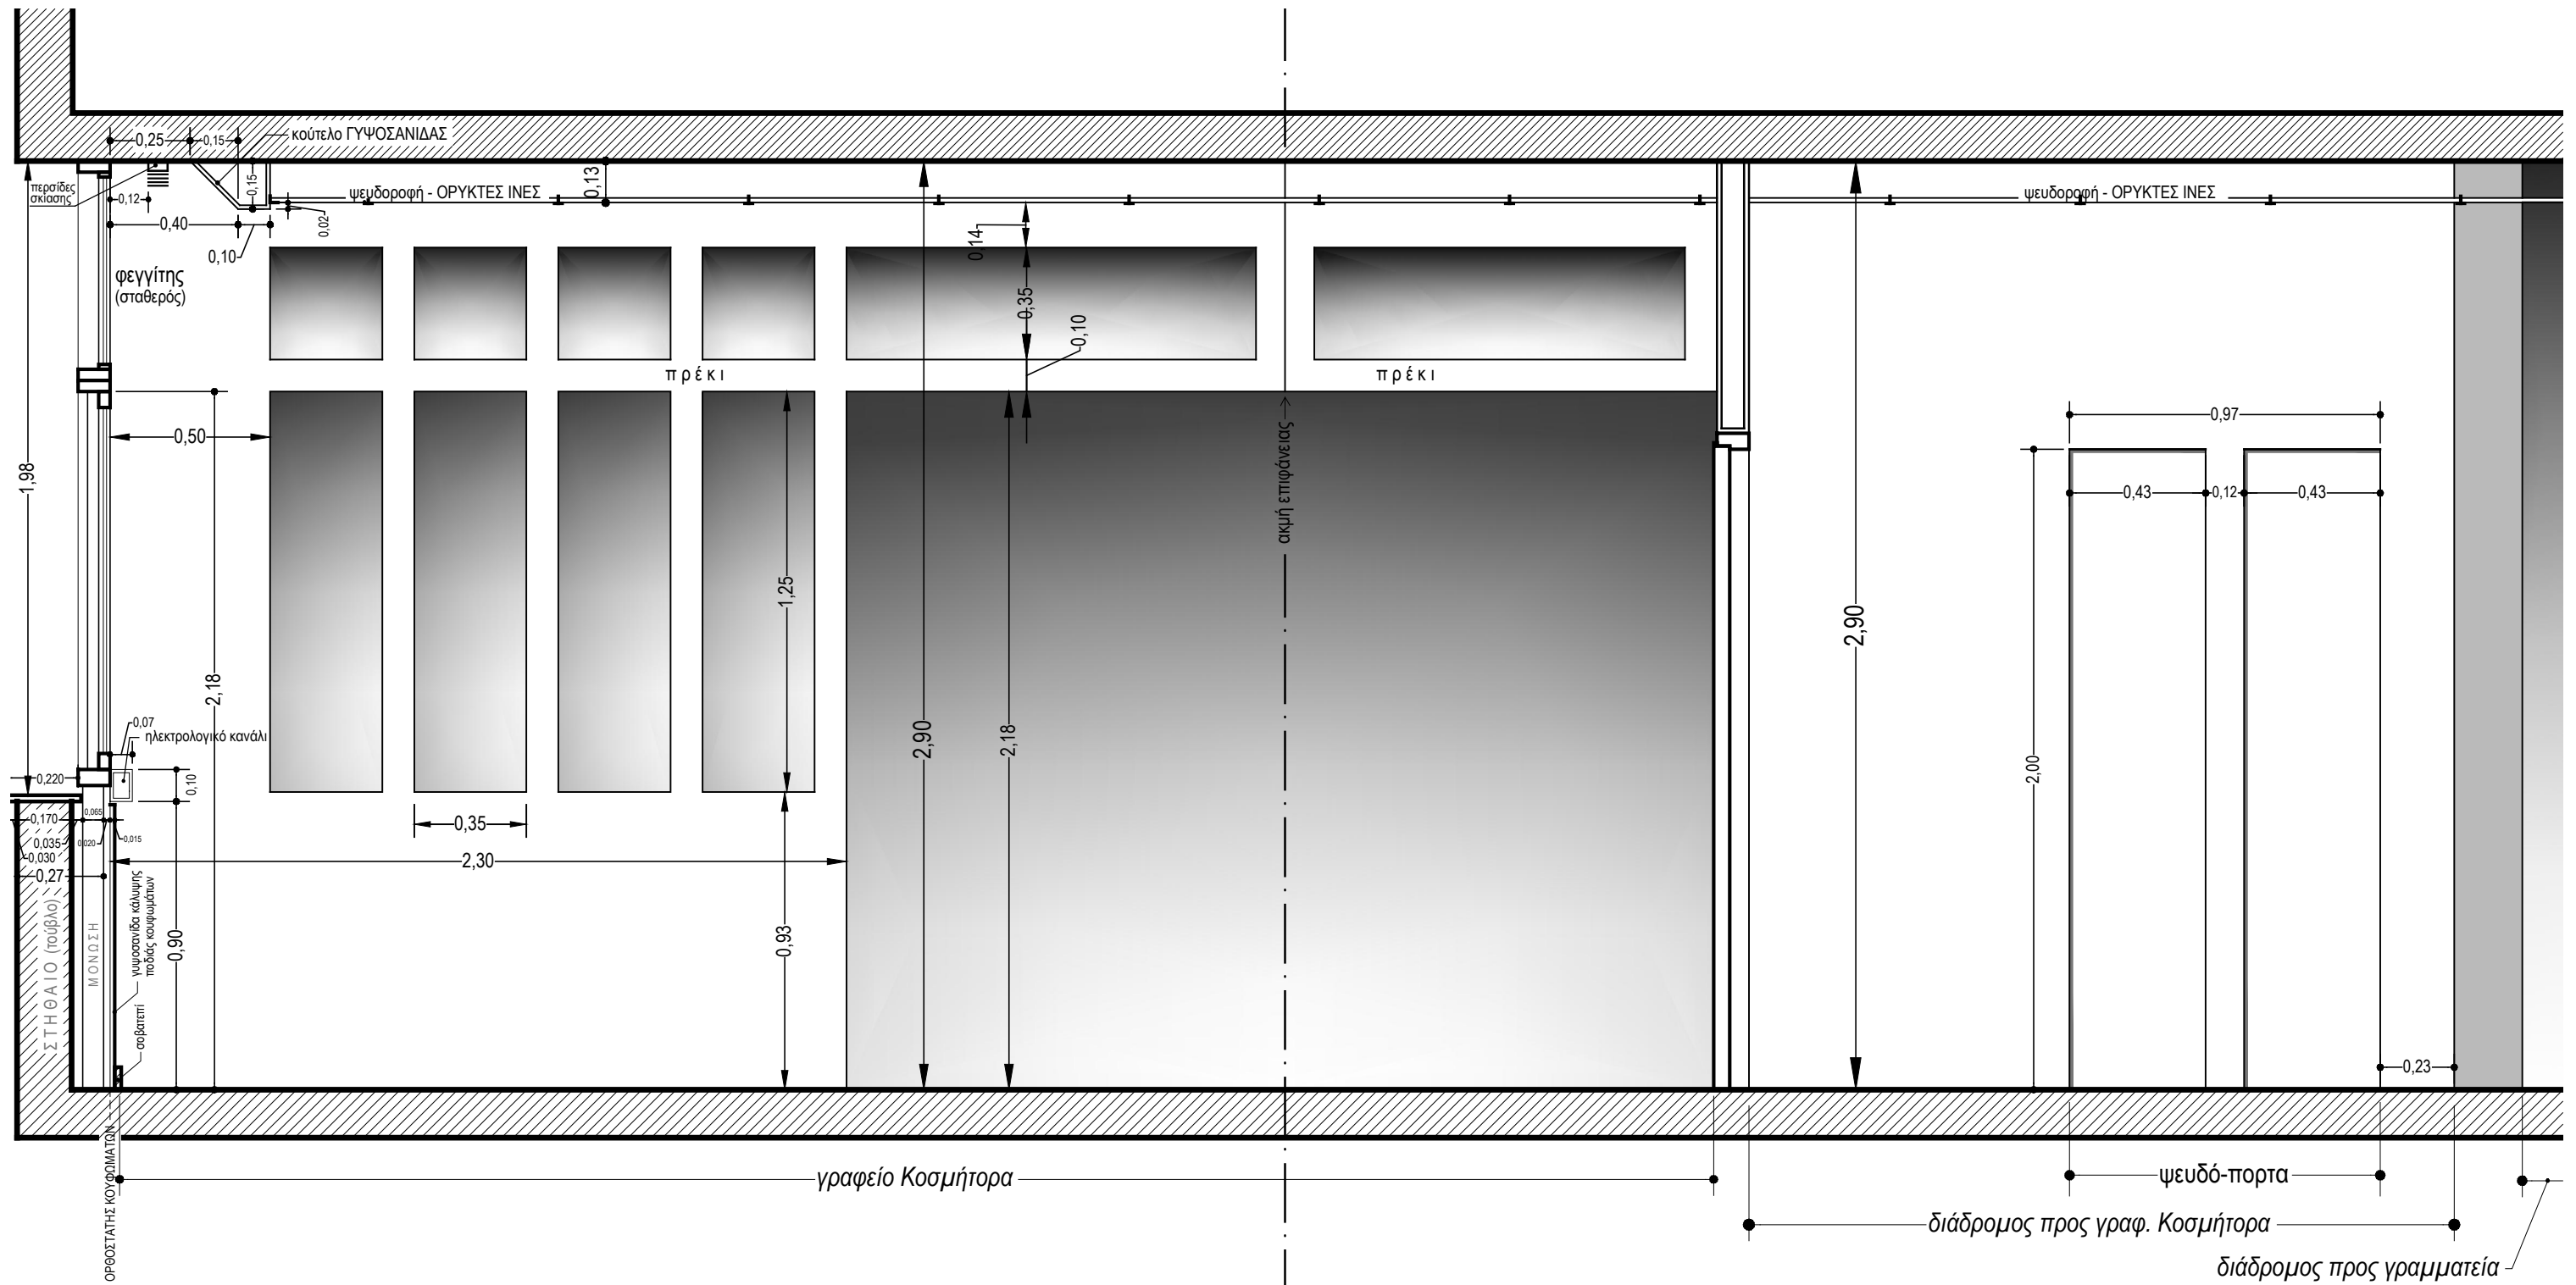 0,25
0,15
κούτελο ΓΥΨΟΣΑΝΙΔΑΣ
περσίδες
σκίασης
0,12
0,15
ψευδοροφή - ΟΡΥΚΤΕΣ ΙΝΕΣ
0,13
ψευδοροφή - ΟΡΥΚΤΕΣ ΙΝΕΣ
0,40
0,02
0,10
0,14
φεγγίτης
(σταθερός)
0,35
0,10
π ρ έ κ ι
π ρ έ κ ι
0,97
0,50
ακμή επιφάνειας
1,98
0,43
0,12
0,43
1,25
2,90
2,18
0,07
ηλεκτρολογικό κανάλι
2,90
2,18
2,00
0,220
0,10
0,170
0,065
0,035
0,020
0,015
0,030
0,35
2,30
0,27
ΣΤΗΘΑΙΟ (τούβλο)
ΜΟΝΩΣΗ
γυψοσανίδα κάλυψης
ποδιάς κουφωμάτων
0,90
0,93
σοβατεπί
0,23
ΟΡΘΟΣΤΑΤΗΣ ΚΟΥΦΩΜΑΤΩΝ
γραφείο Κοσμήτορα
ψευδό-πορτα
διάδρομος προς γραφ. Κοσμήτορα
διάδρομος προς γραμματεία